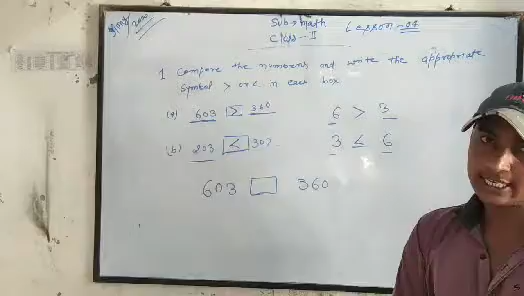 Sub→math Lesson-04
Class-II
1 Compare the numbers and write the appropriate
symbol > or < in each box
(a) 603 > 360 6 > 3
(b) 203 < 302 3 < 6
603 □ 360